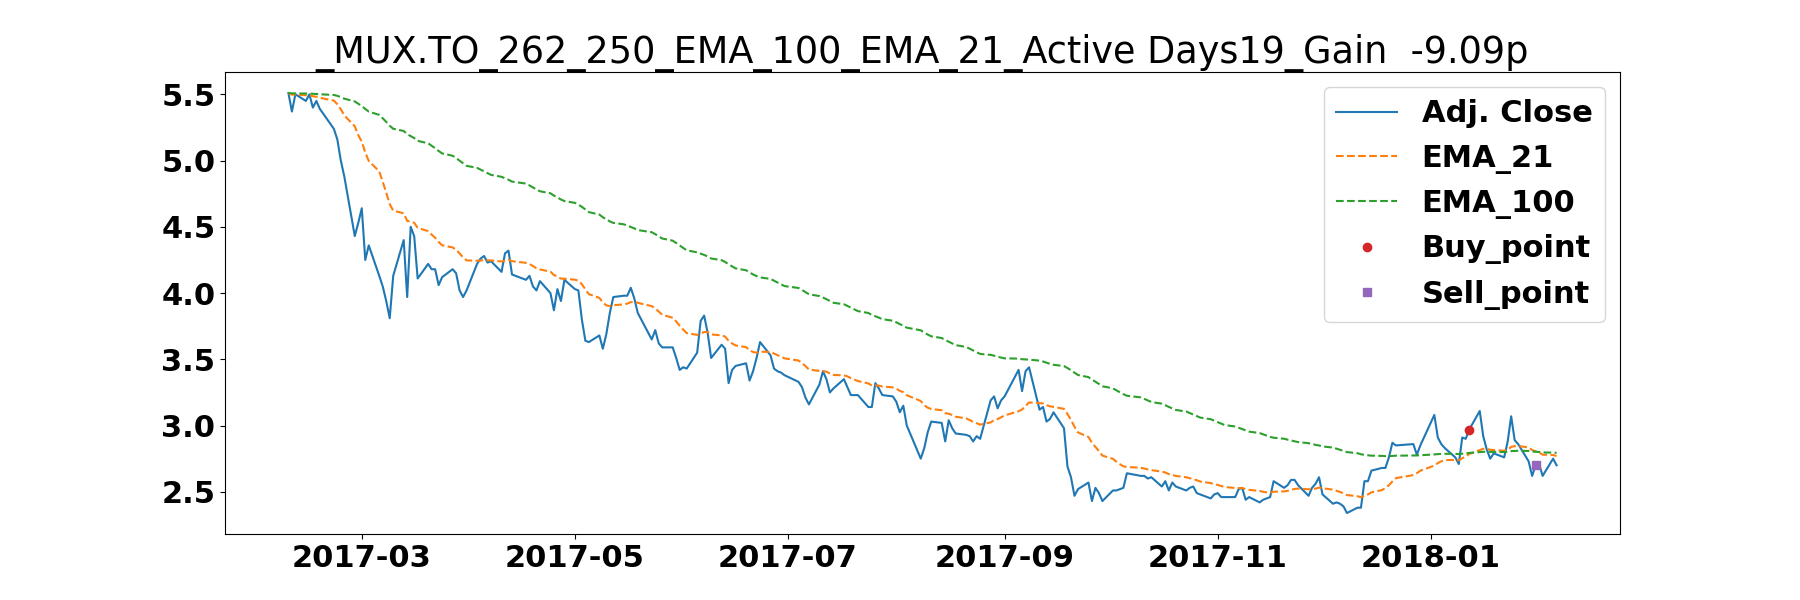 _MUX.TO_262_250_EMA_100_EMA_21_Active Days19_Gain  -9.09p
5.5
5.0
4.5
4.0
3.5
3.0
2.5
2017-03 2017-05 2017-07 2017-09 2017-11 2018-01
Adj. Close
EMA_21
EMA_100
Buy_point
Sell_point